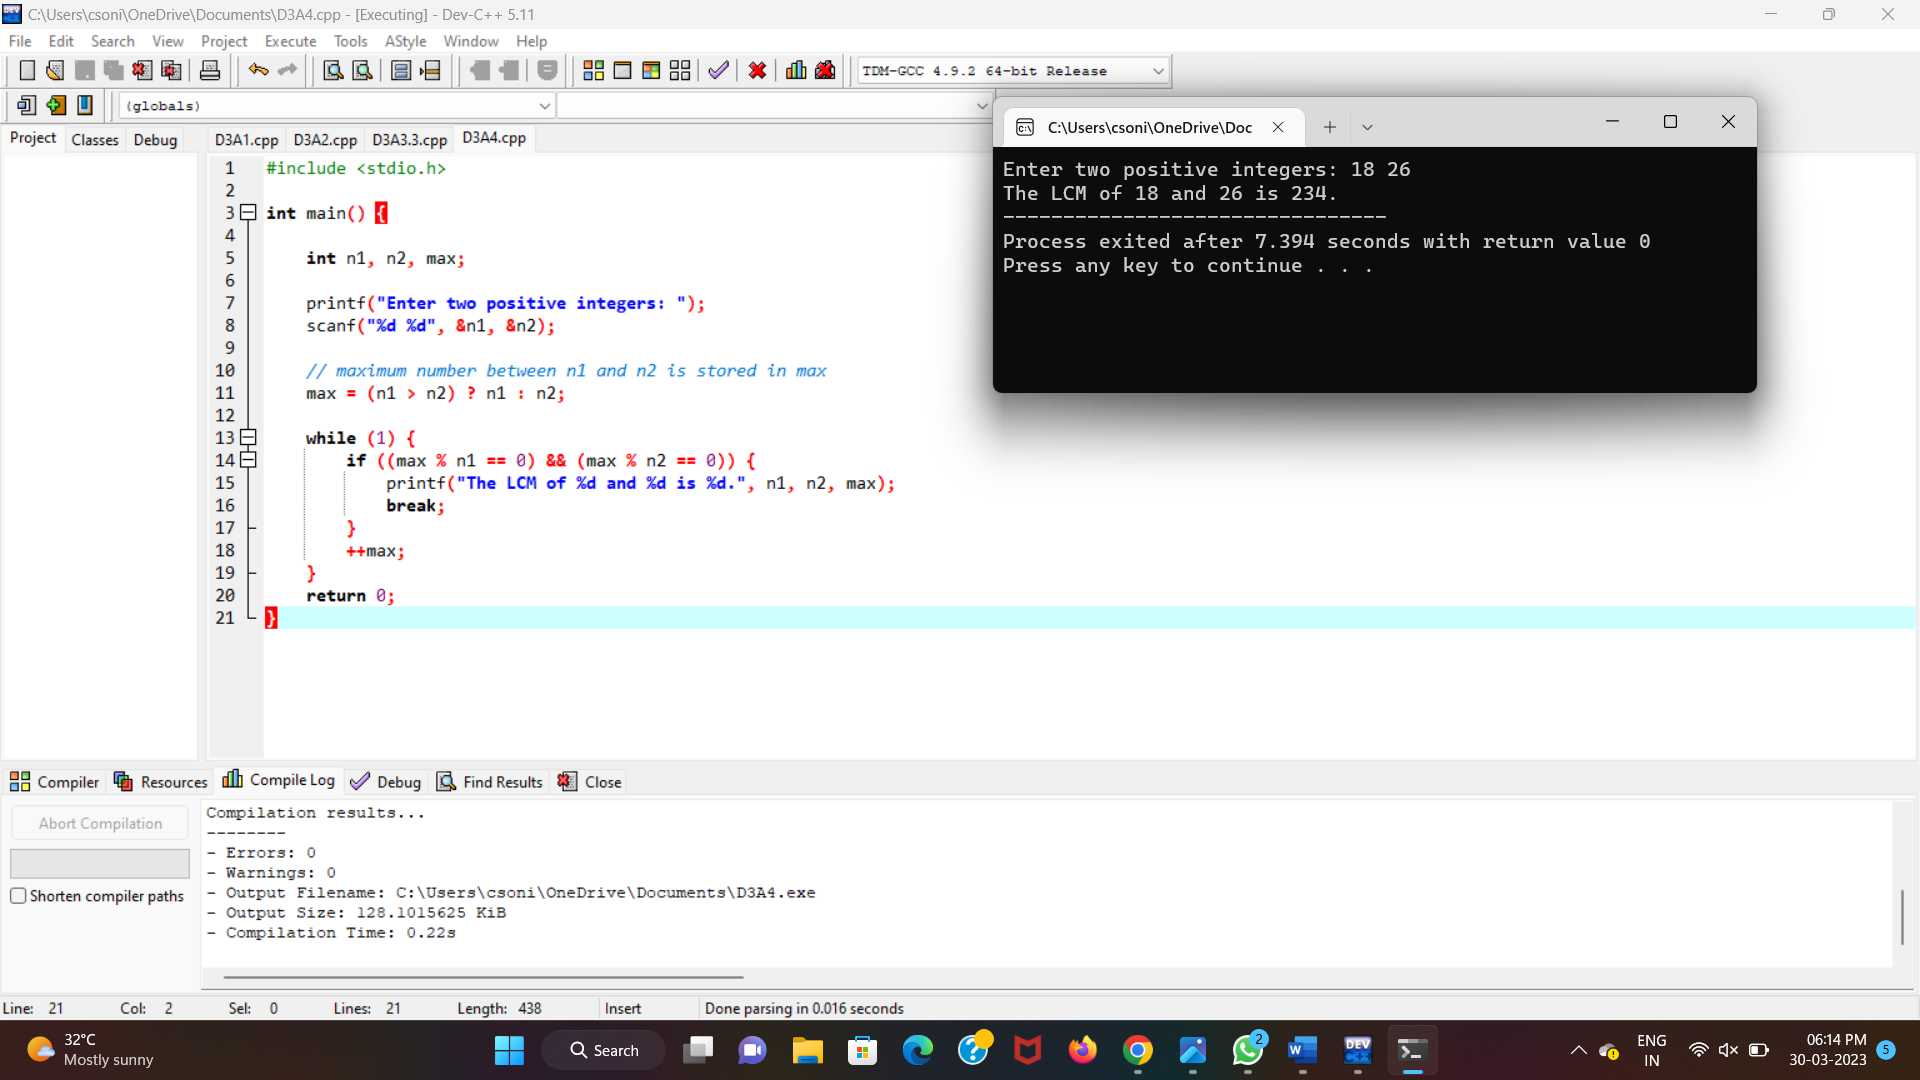 C:\Users\csoni\OneDrive\Documents\D3A4.cpp - [Executing] - Dev-C++ 5.11
File Edit Search View Project Execute Tools AStyle Window Help
TDM-GCC 4.9.2 64-bit Release
(globals)
Project Classes Debug
D3A1.cpp D3A2.cpp D3A3.3.cpp D3A4.cpp
1 #include <stdio.h>
2
3 int main() {
4
5 int n1, n2, max;
6
7 printf("Enter two positive integers: ");
8 scanf("%d %d", &n1, &n2);
9
10 // maximum number between n1 and n2 is stored in max
11 max = (n1 > n2) ? n1 : n2;
12
13 while (1) {
14 if ((max % n1 == 0) && (max % n2 == 0)) {
15 printf("The LCM of %d and %d is %d.", n1, n2, max);
16 break;
17 }
18 ++max;
19 }
20 return 0;
21 }
C:\Users\csoni\OneDrive\Doc
Enter two positive integers: 18 26
The LCM of 18 and 26 is 234.
--------------------------------
Process exited after 7.394 seconds with return value 0
Press any key to continue . . .
Compiler Resources Compile Log Debug Find Results Close
Abort Compilation
Shorten compiler paths
Compilation results...
--------
- Errors: 0
- Warnings: 0
- Output Filename: C:\Users\csoni\OneDrive\Documents\D3A4.exe
- Output Size: 128.1015625 KiB
- Compilation Time: 0.22s
Line: 21 Col: 2 Sel: 0 Lines: 21 Length: 438 Insert Done parsing in 0.016 seconds
32°C
Mostly sunny
Search
2
DEV
C++
ENG
IN
06:14 PM
30-03-2023
5